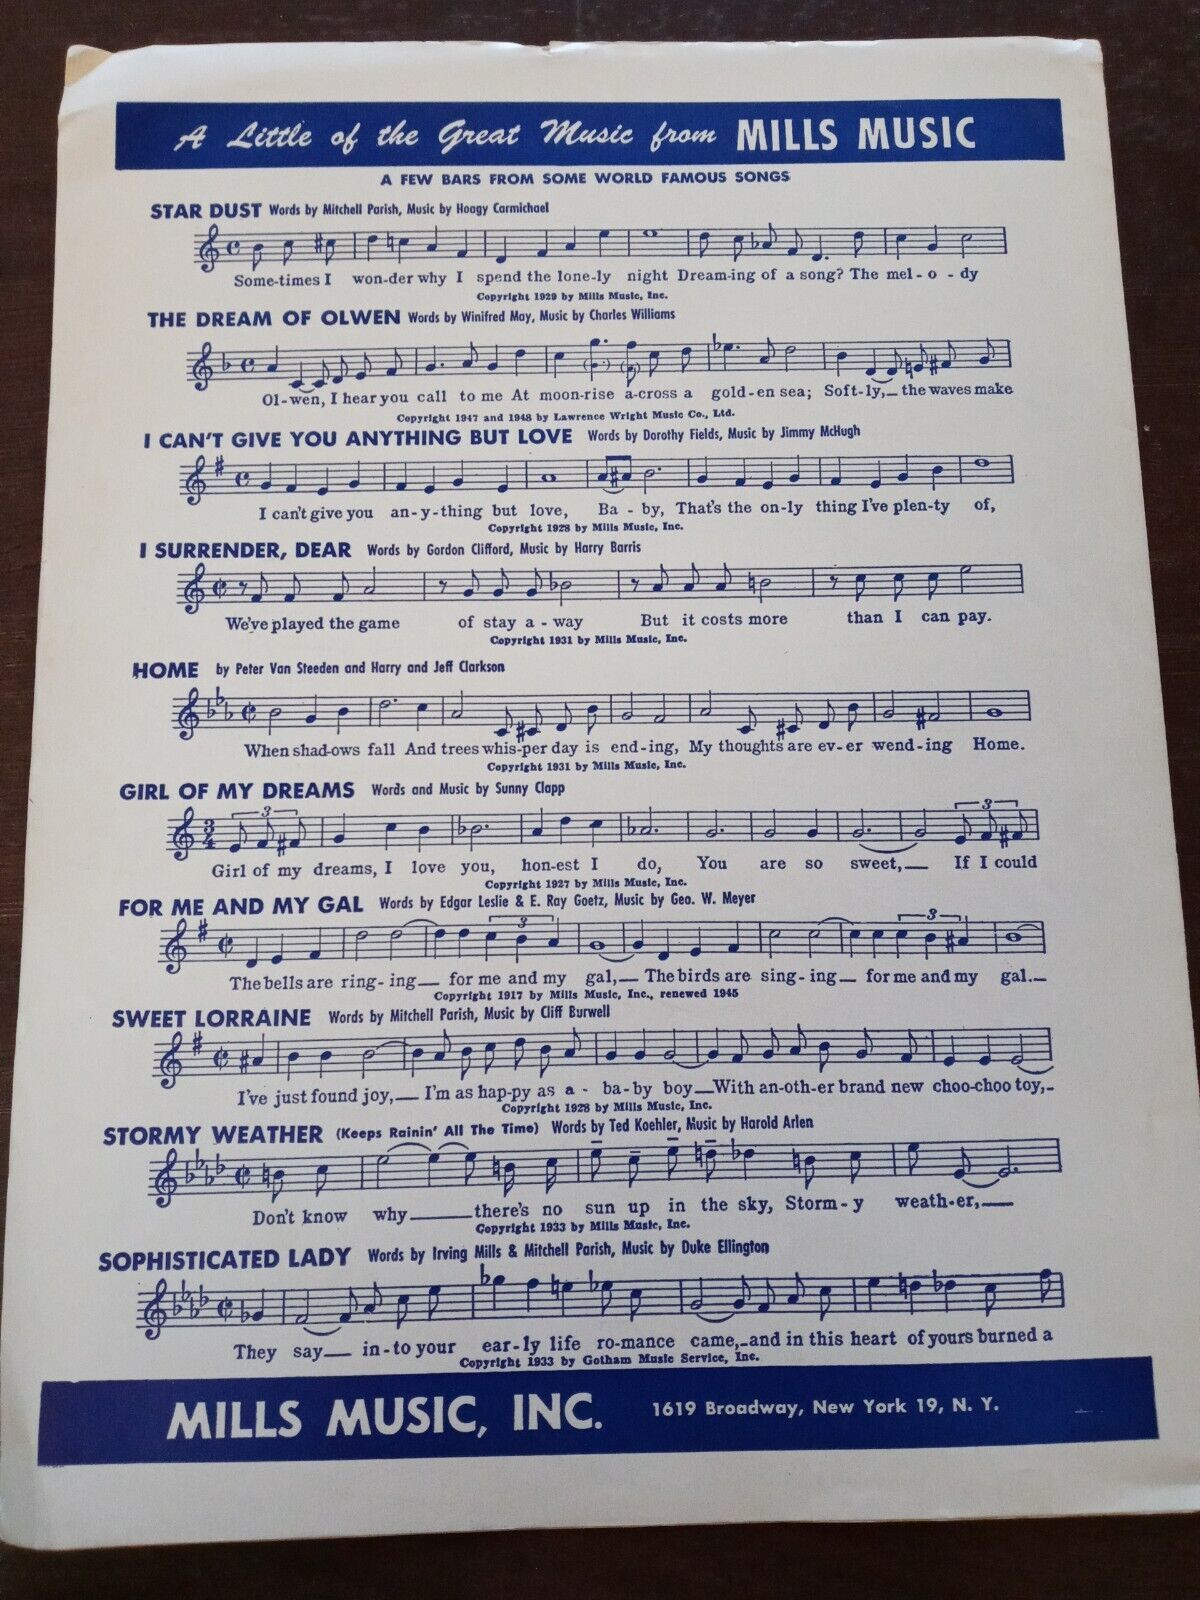 A Little of the Great Music from MILLS MUSIC
A FEW BARS FROM SOME WORLD FAMOUS SONGS
STAR DUST Words by Mitchell Parish, Music by Hoagy Carmichael
Some-times I won-der why I spend the lone-ly night Dream-ing of a song? The mel-o-dy
Copyright 1929 by Mills Music, Inc.
THE DREAM OF OLWEN Words by Winifred May, Music by Charles Williams
Ol-wen, I hear you call to me At moon-rise a-cross a gold-en sea; Soft-ly,— the waves make
Copyright 1947 and 1948 by Lawrence Wright Music Co., Ltd.
I CAN'T GIVE YOU ANYTHING BUT LOVE Words by Dorothy Fields, Music by Jimmy McHugh
I can't give you an-y-thing but love, Ba-by, That's the on-ly thing I've plen-ty of,
Copyright 1928 by Mills Music, Inc.
I SURRENDER, DEAR Words by Gordon Clifford, Music by Harry Barris
We've played the game of stay a-way But it costs more than I can pay.
Copyright 1931 by Mills Music, Inc.
HOME by Peter Van Steeden and Harry and Jeff Clarkson
When shad-ows fall And trees whis-per day is end-ing, My thoughts are ev-er wend-ing Home.
Copyright 1931 by Mills Music, Inc.
GIRL OF MY DREAMS Words and Music by Sunny Clapp
3 3
3
4
Girl of my dreams, I love you, hon-est I do, You are so sweet,— If I could
Copyright 1927 by Mills Music, Inc.
FOR ME AND MY GAL Words by Edgar Leslie & E. Ray Goetz, Music by Geo. W. Meyer
3 3
The bells are ring-ing— for me and my gal,— The birds are sing-ing— for me and my gal.—
Copyright 1917 by Mills Music, Inc., renewed 1945
SWEET LORRAINE Words by Mitchell Parish, Music by Cliff Burwell
I've just found joy,— I'm as hap-py as a-ba-by boy— With an-oth-er brand new choo-choo toy,-
Copyright 1928 by Mills Music, Inc.
STORMY WEATHER (Keeps Rainin' All The Time) Words by Ted Koehler, Music by Harold Arlen
Don't know why— there's no sun up in the sky, Storm-y weath-er,—
Copyright 1933 by Mills Music, Inc.
SOPHISTICATED LADY Words by Irving Mills & Mitchell Parish, Music by Duke Ellington
They say— in-to your ear-ly life ro-mance came,-and in this heart of yours burned a
Copyright 1933 by Gotham Music Service, Inc.
MILLS MUSIC, INC. 1619 Broadway, New York 19, N. Y.